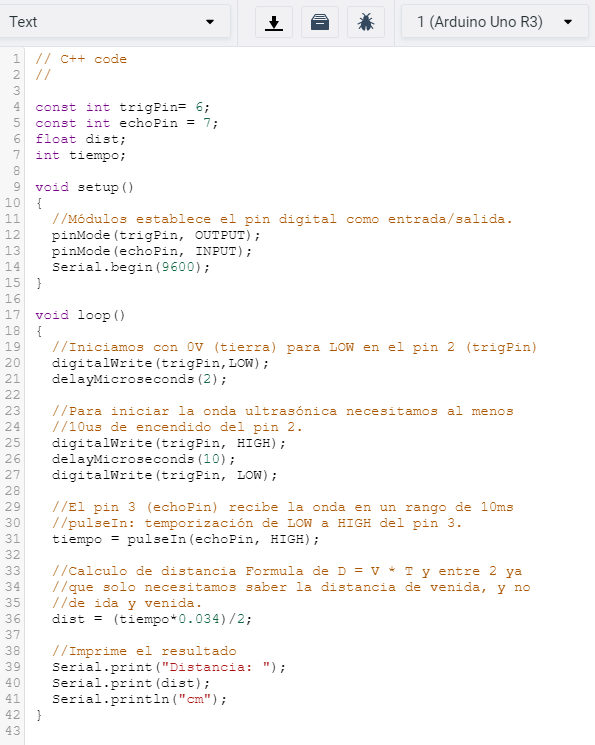 Text
1 (Arduino Uno R3)
1 // C++ code
2 //
3
4 const int trigPin= 6;
5 const int echoPin = 7;
6 float dist;
7 int tiempo;
8
9 void setup()
10 {
11   //Módulos establece el pin digital como entrada/salida.
12   pinMode(trigPin, OUTPUT);
13   pinMode(echoPin, INPUT);
14   Serial.begin(9600);
15 }
16
17 void loop()
18 {
19   //Iniciamos con 0V (tierra) para LOW en el pin 2 (trigPin)
20   digitalWrite(trigPin,LOW);
21   delayMicroseconds(2);
22
23   //Para iniciar la onda ultrasónica necesitamos al menos
24   //10us de encendido del pin 2.
25   digitalWrite(trigPin, HIGH);
26   delayMicroseconds(10);
27   digitalWrite(trigPin, LOW);
28
29   //El pin 3 (echoPin) recibe la onda en un rango de 10ms
30   //pulseIn: temporización de LOW a HIGH del pin 3.
31   tiempo = pulseIn(echoPin, HIGH);
32
33   //Calculo de distancia Formula de D = V * T y entre 2 ya
34   //que solo necesitamos saber la distancia de venida, y no
35   //de ida y venida.
36   dist = (tiempo*0.034)/2;
37
38   //Imprime el resultado
39   Serial.print("Distancia: ");
40   Serial.print(dist);
41   Serial.println("cm");
42 }
43